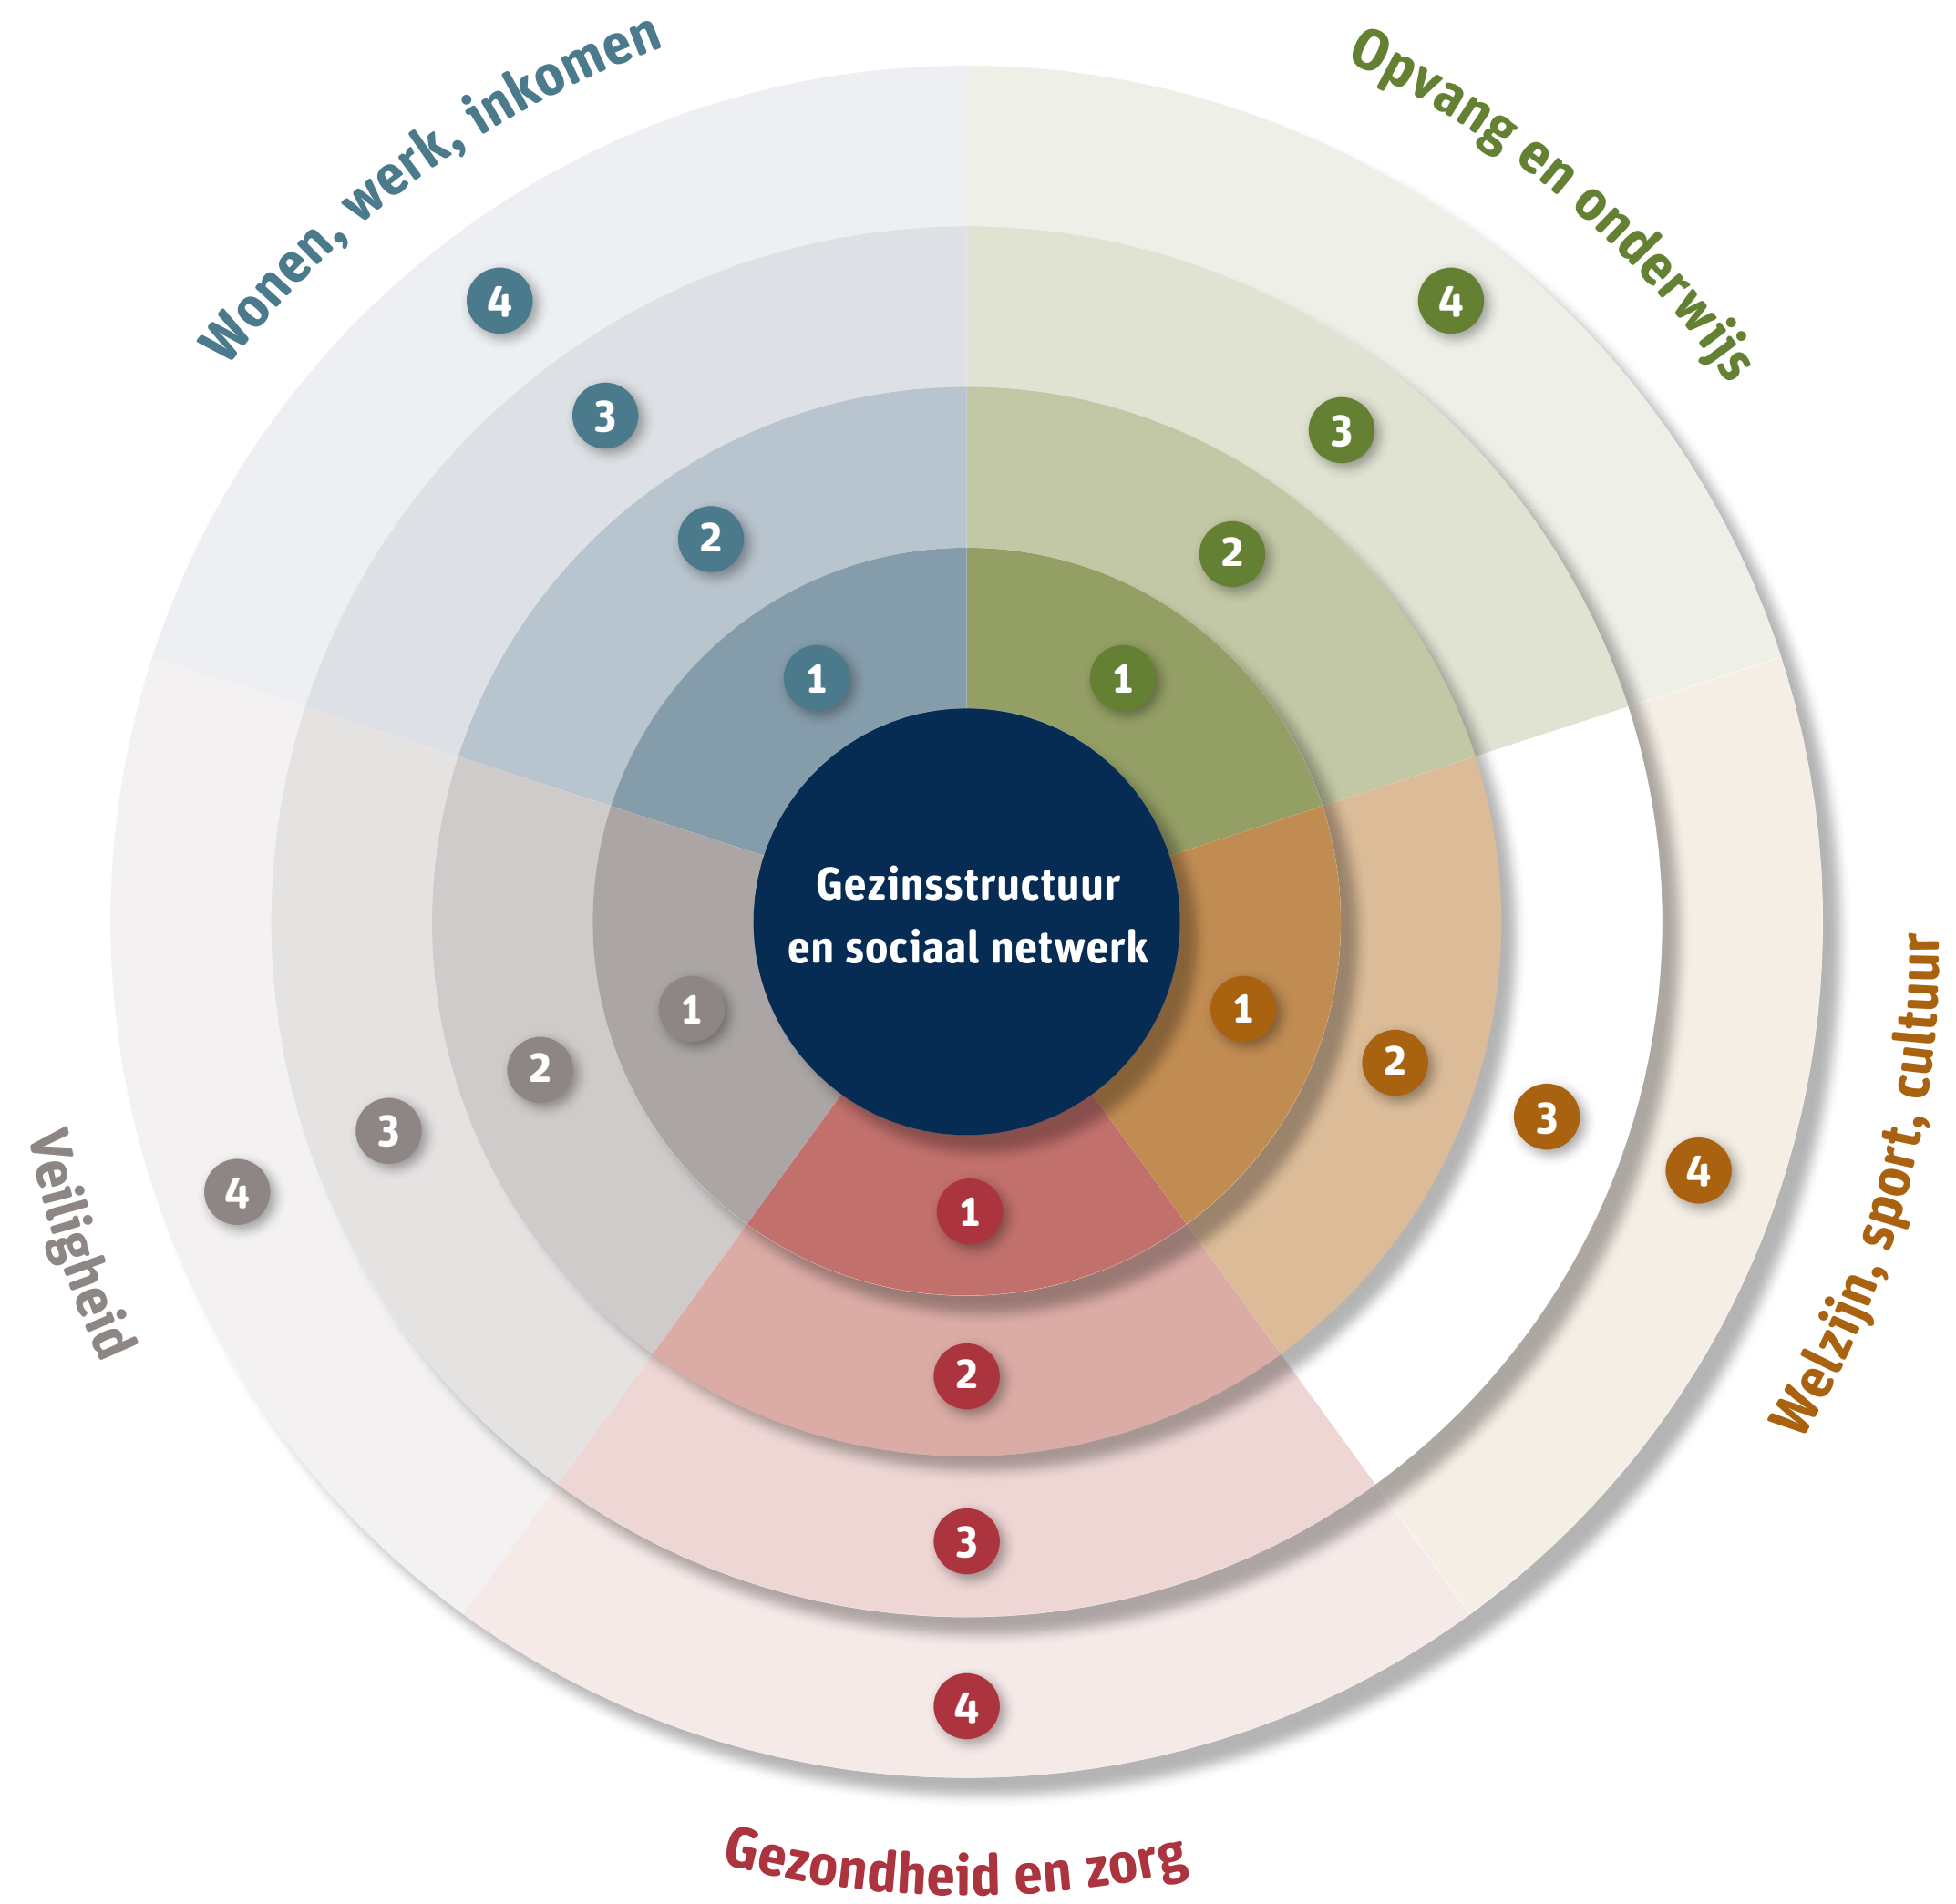 Wonen, werk, inkomen
4
3
2
1
Opvang en onderwijs
4
3
2
1
Gezinsstructuur
en sociaal netwerk
Welzijn, sport, cultuur
1
2
3
4
Gezondheid en zorg
1
2
3
4
Veiligheid
1
2
3
4